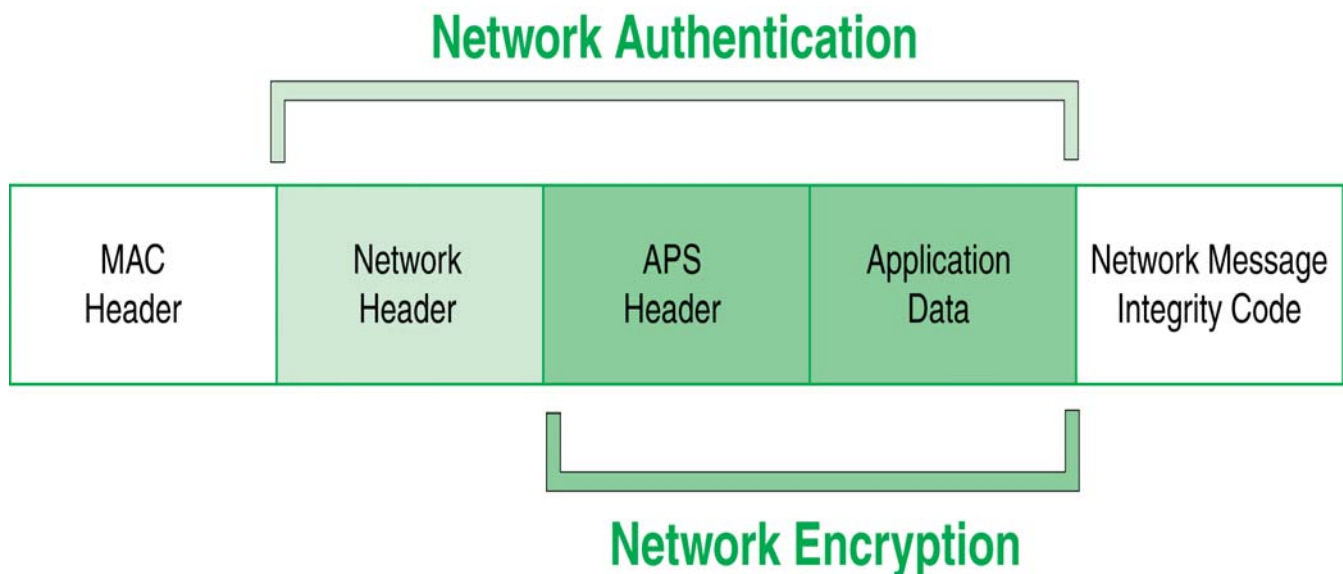 Network Authentication
MAC
Header
Network
Header
APS
Header
Application
Data
Network Message
Integrity Code
Network Encryption